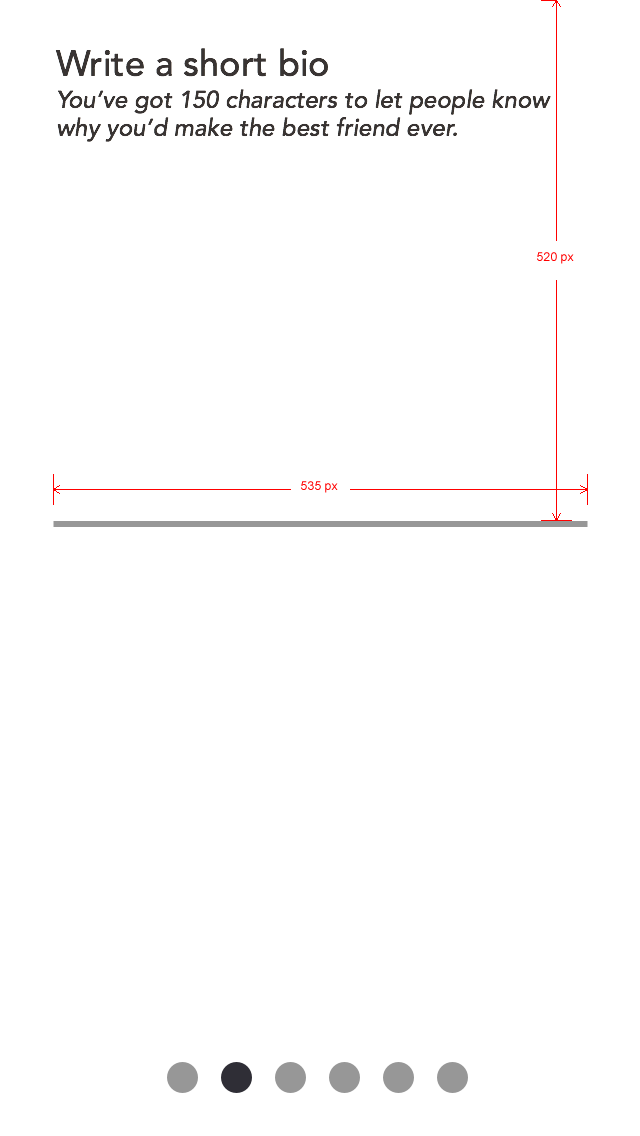 Write a short bio
You’ve got 150 characters to let people know
why you’d make the best friend ever.
520 px
535 px